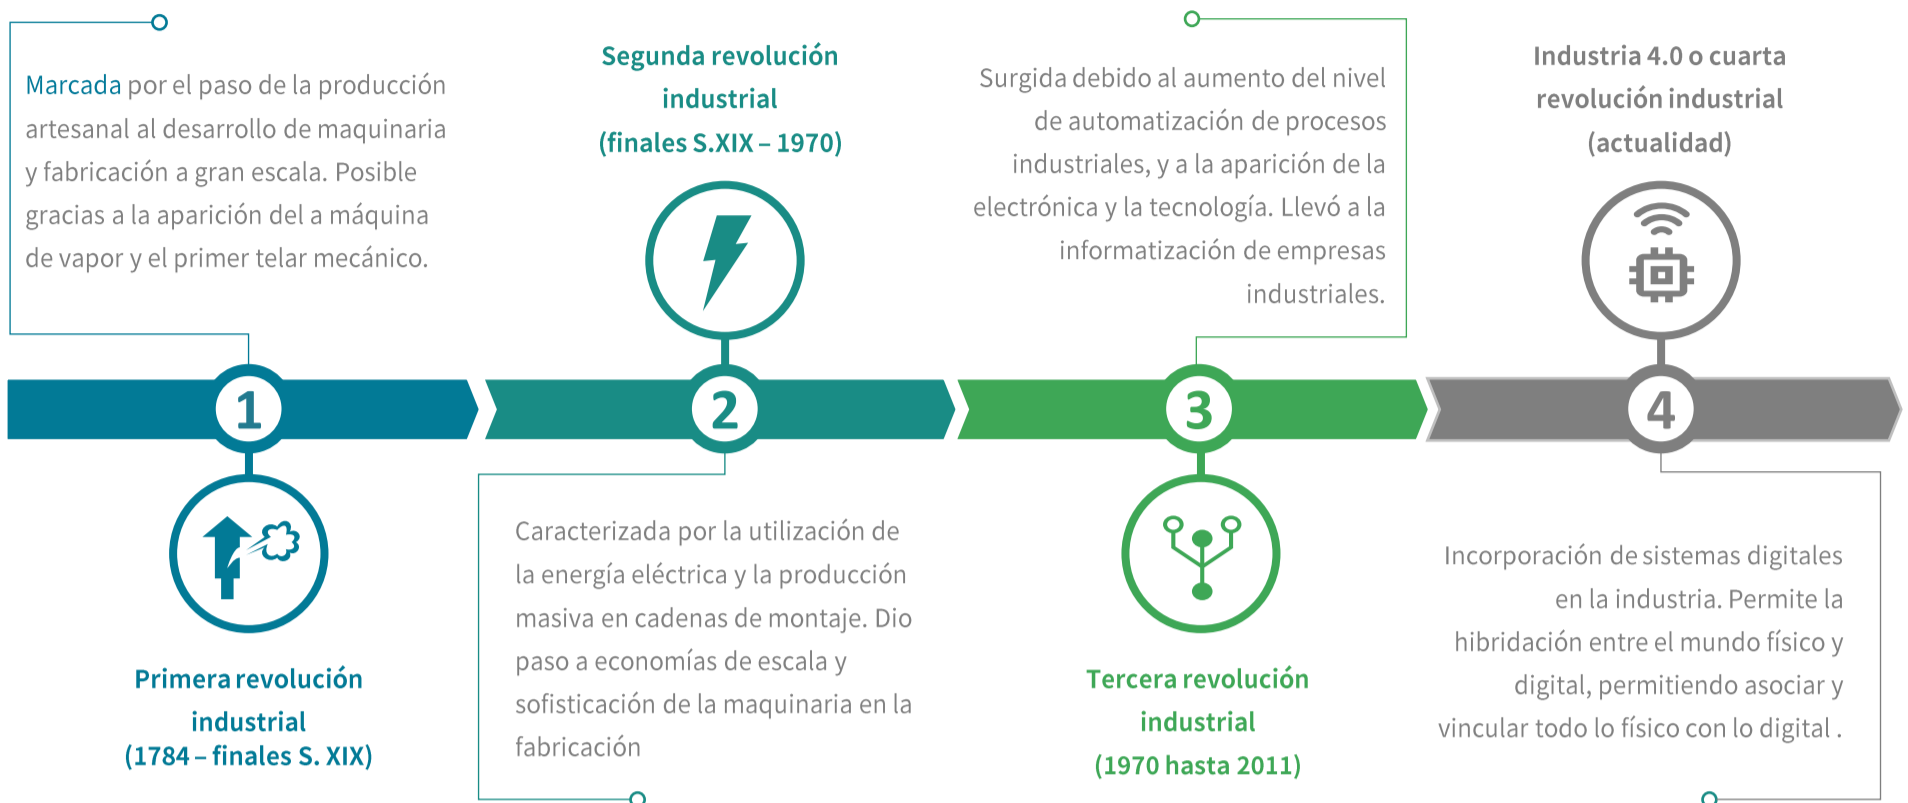 Marcada por el paso de la producción
artesanal al desarrollo de maquinaria
y fabricación a gran escala. Posible
gracias a la aparición del a máquina
de vapor y el primer telar mecánico.
1
Primera revolución
industrial
(1784 – finales S. XIX)
Segunda revolución
industrial
(finales S.XIX – 1970)
2
Caracterizada por la utilización de
la energía eléctrica y la producción
masiva en cadenas de montaje. Dio
paso a economías de escala y
sofisticación de la maquinaria en la
fabricación
Surgida debido al aumento del nivel
de automatización de procesos
industriales, y a la aparición de la
electrónica y la tecnología. Llevó a la
informatización de empresas
industriales.
3
Tercera revolución
industrial
(1970 hasta 2011)
Industria 4.0 o cuarta
revolución industrial
(actualidad)
4
Incorporación de sistemas digitales
en la industria. Permite la
hibridación entre el mundo físico y
digital, permitiendo asociar y
vincular todo lo físico con lo digital .